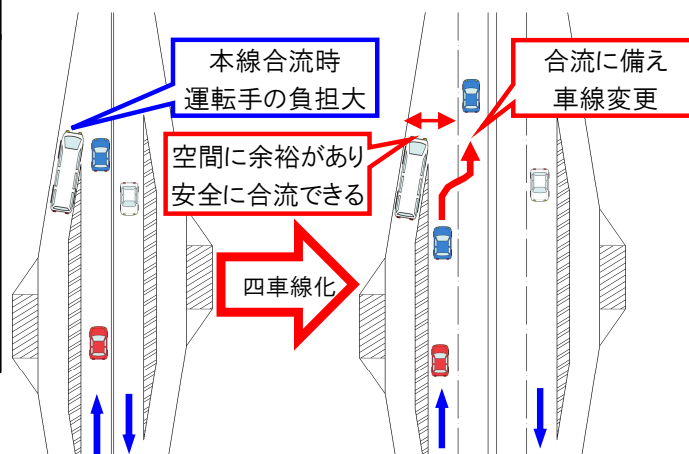 本線合流時
運転手の負担大
合流に備え
車線変更
空間に余裕があり
安全に合流できる
四車線化